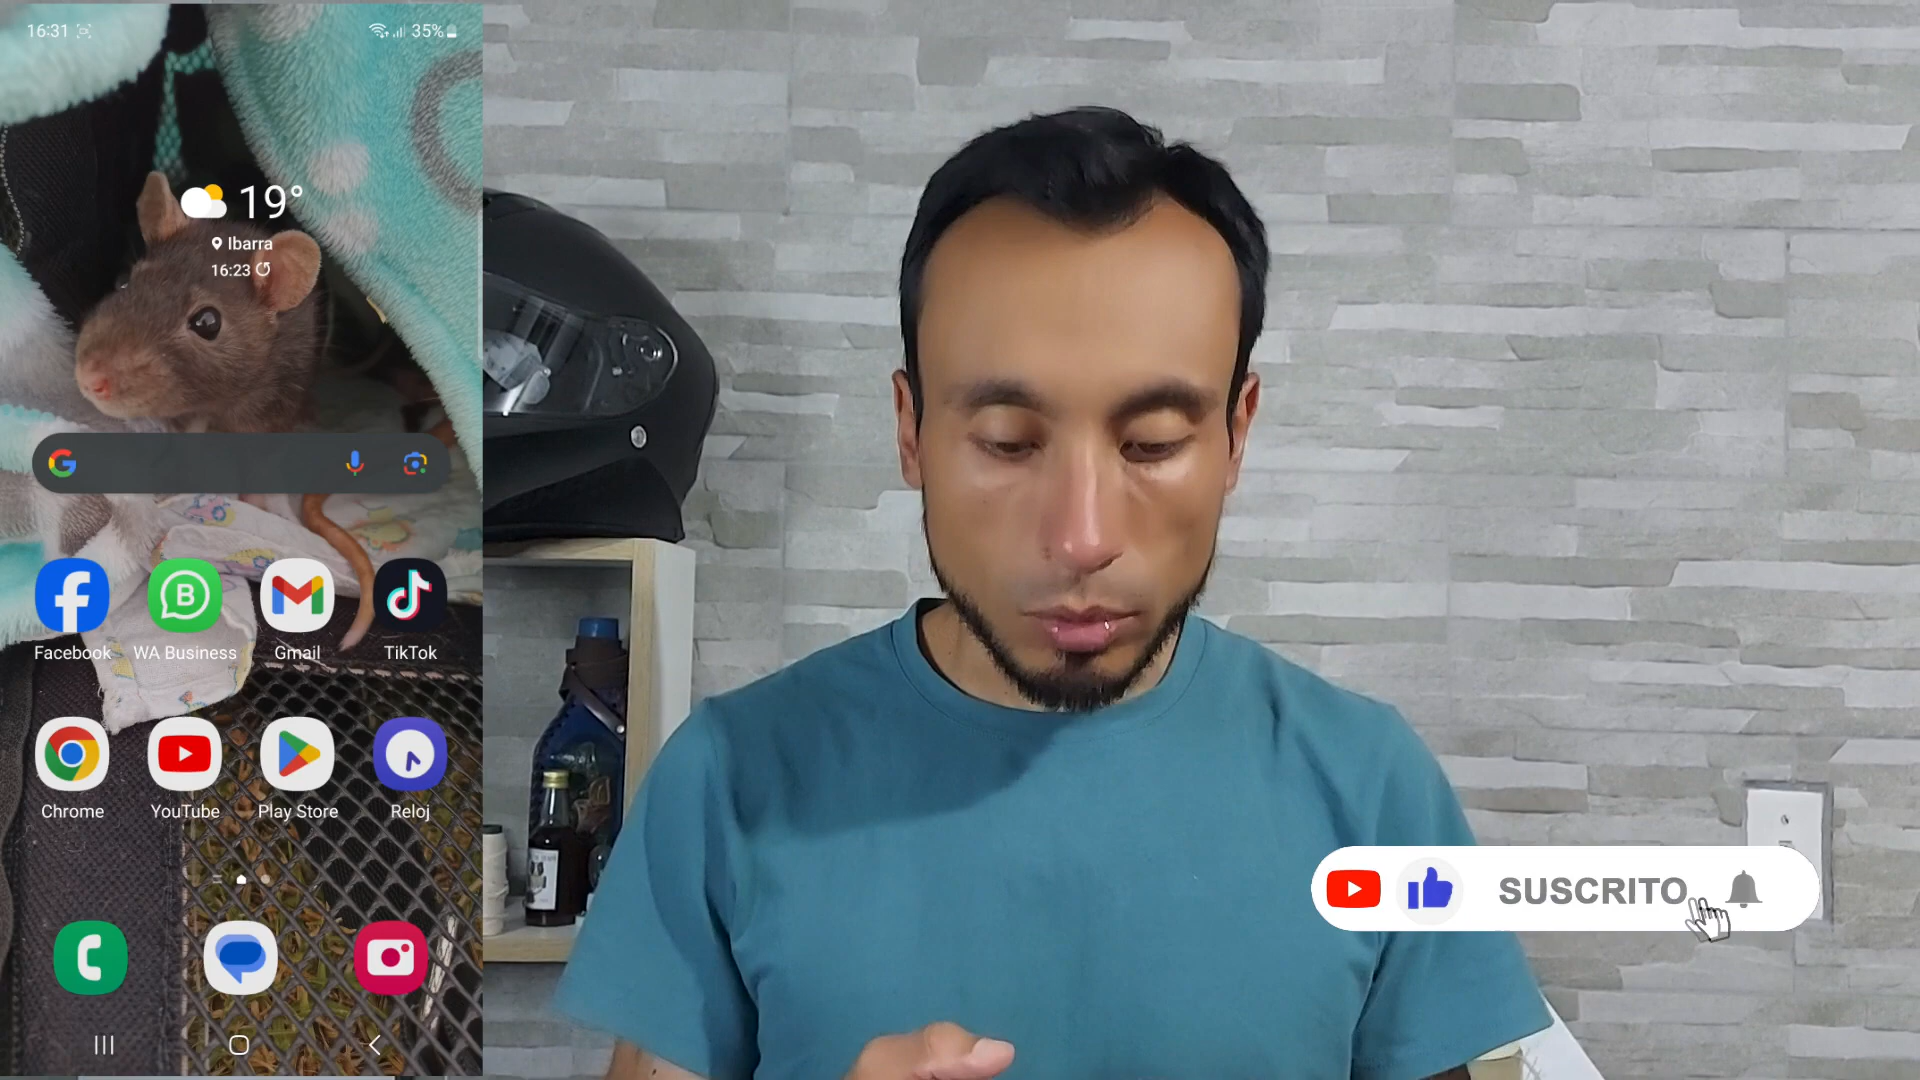 16:31
35%
19°
Ibarra
16:23
Facebook
WA Business
Gmail
TikTok
Chrome
YouTube
Play Store
Reloj
SUSCRITO